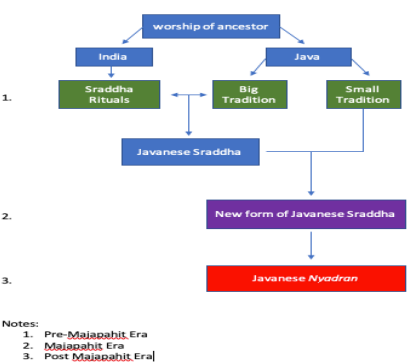 worship of ancestor
India
Java
1.
Sraddha
Rituals
Big
Tradition
Small
Tradition
Javanese Sraddha
2.
New form of Javanese Sraddha
3.
Javanese Nyadran
Notes:
1. Pre-Majapahit Era
2. Majapahit Era
3. Post Majapahit Era